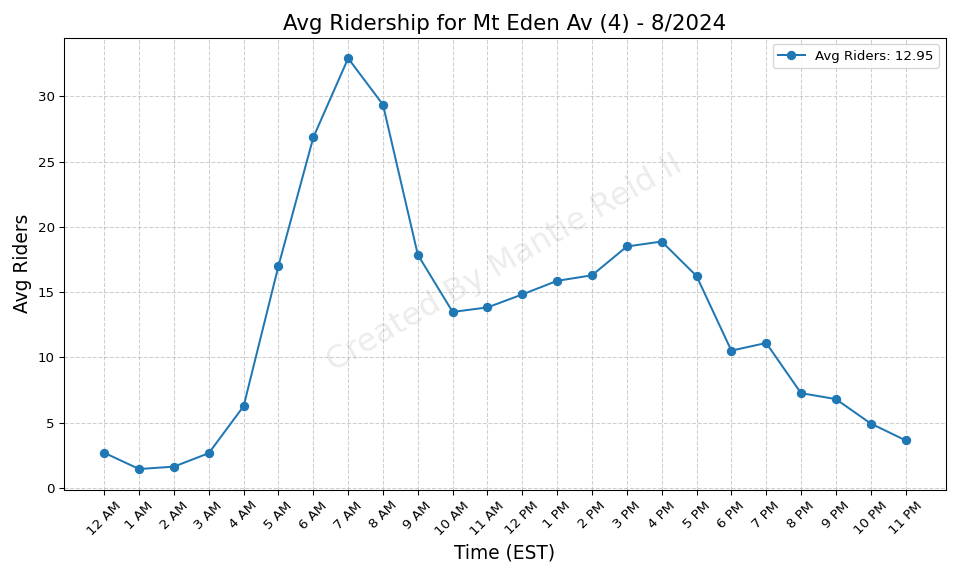 Avg Ridership for Mt Eden Av (4) - 8/2024
Avg Riders: 12.95
Avg Riders
30
25
20
15
10
5
0
Created By Mantie Reid II
12 AM
1 AM
2 AM
3 AM
4 AM
5 AM
6 AM
7 AM
8 AM
9 AM
10 AM
11 AM
12 PM
1 PM
2 PM
3 PM
4 PM
5 PM
6 PM
7 PM
8 PM
9 PM
10 PM
11 PM
Time (EST)